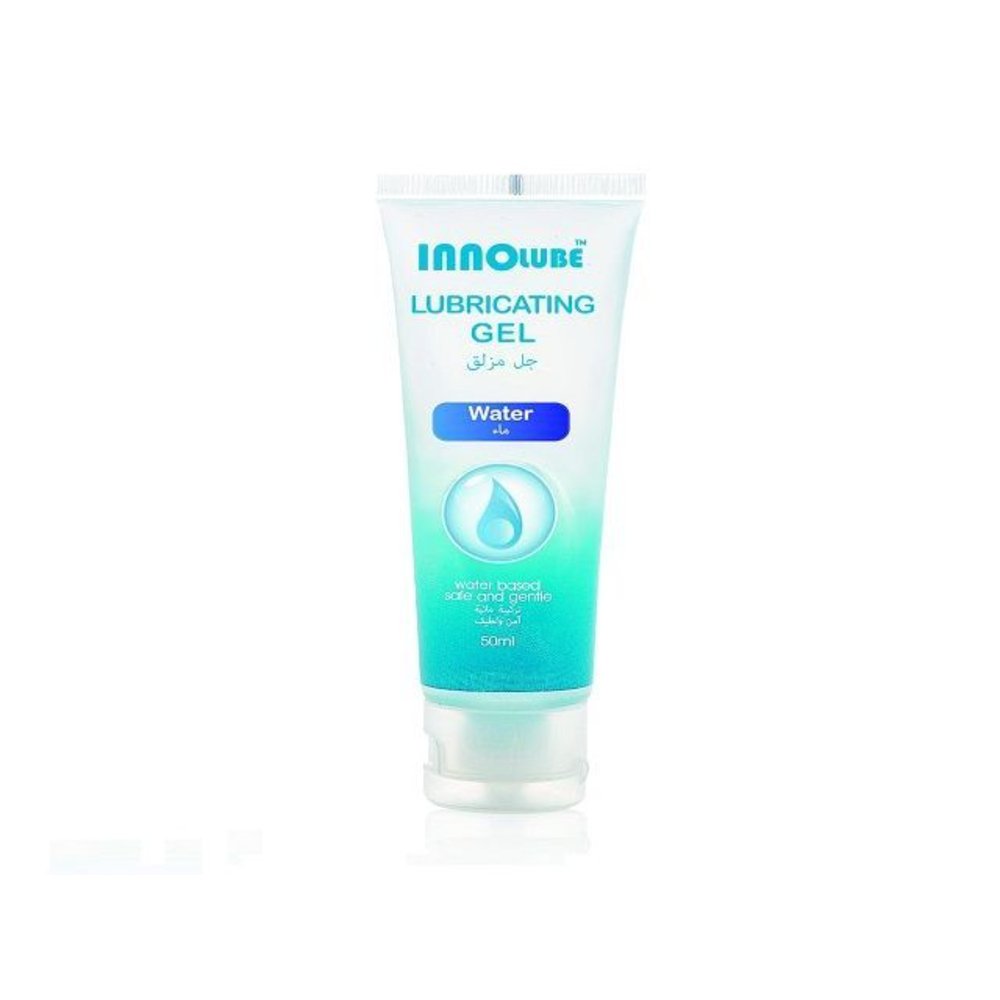 INNOLUBE™
LUBRICATING
GEL
جل مزلق
Water
ماء
water based
safe and gentle
تركيبة مائية
آمن ولطيف
50ml